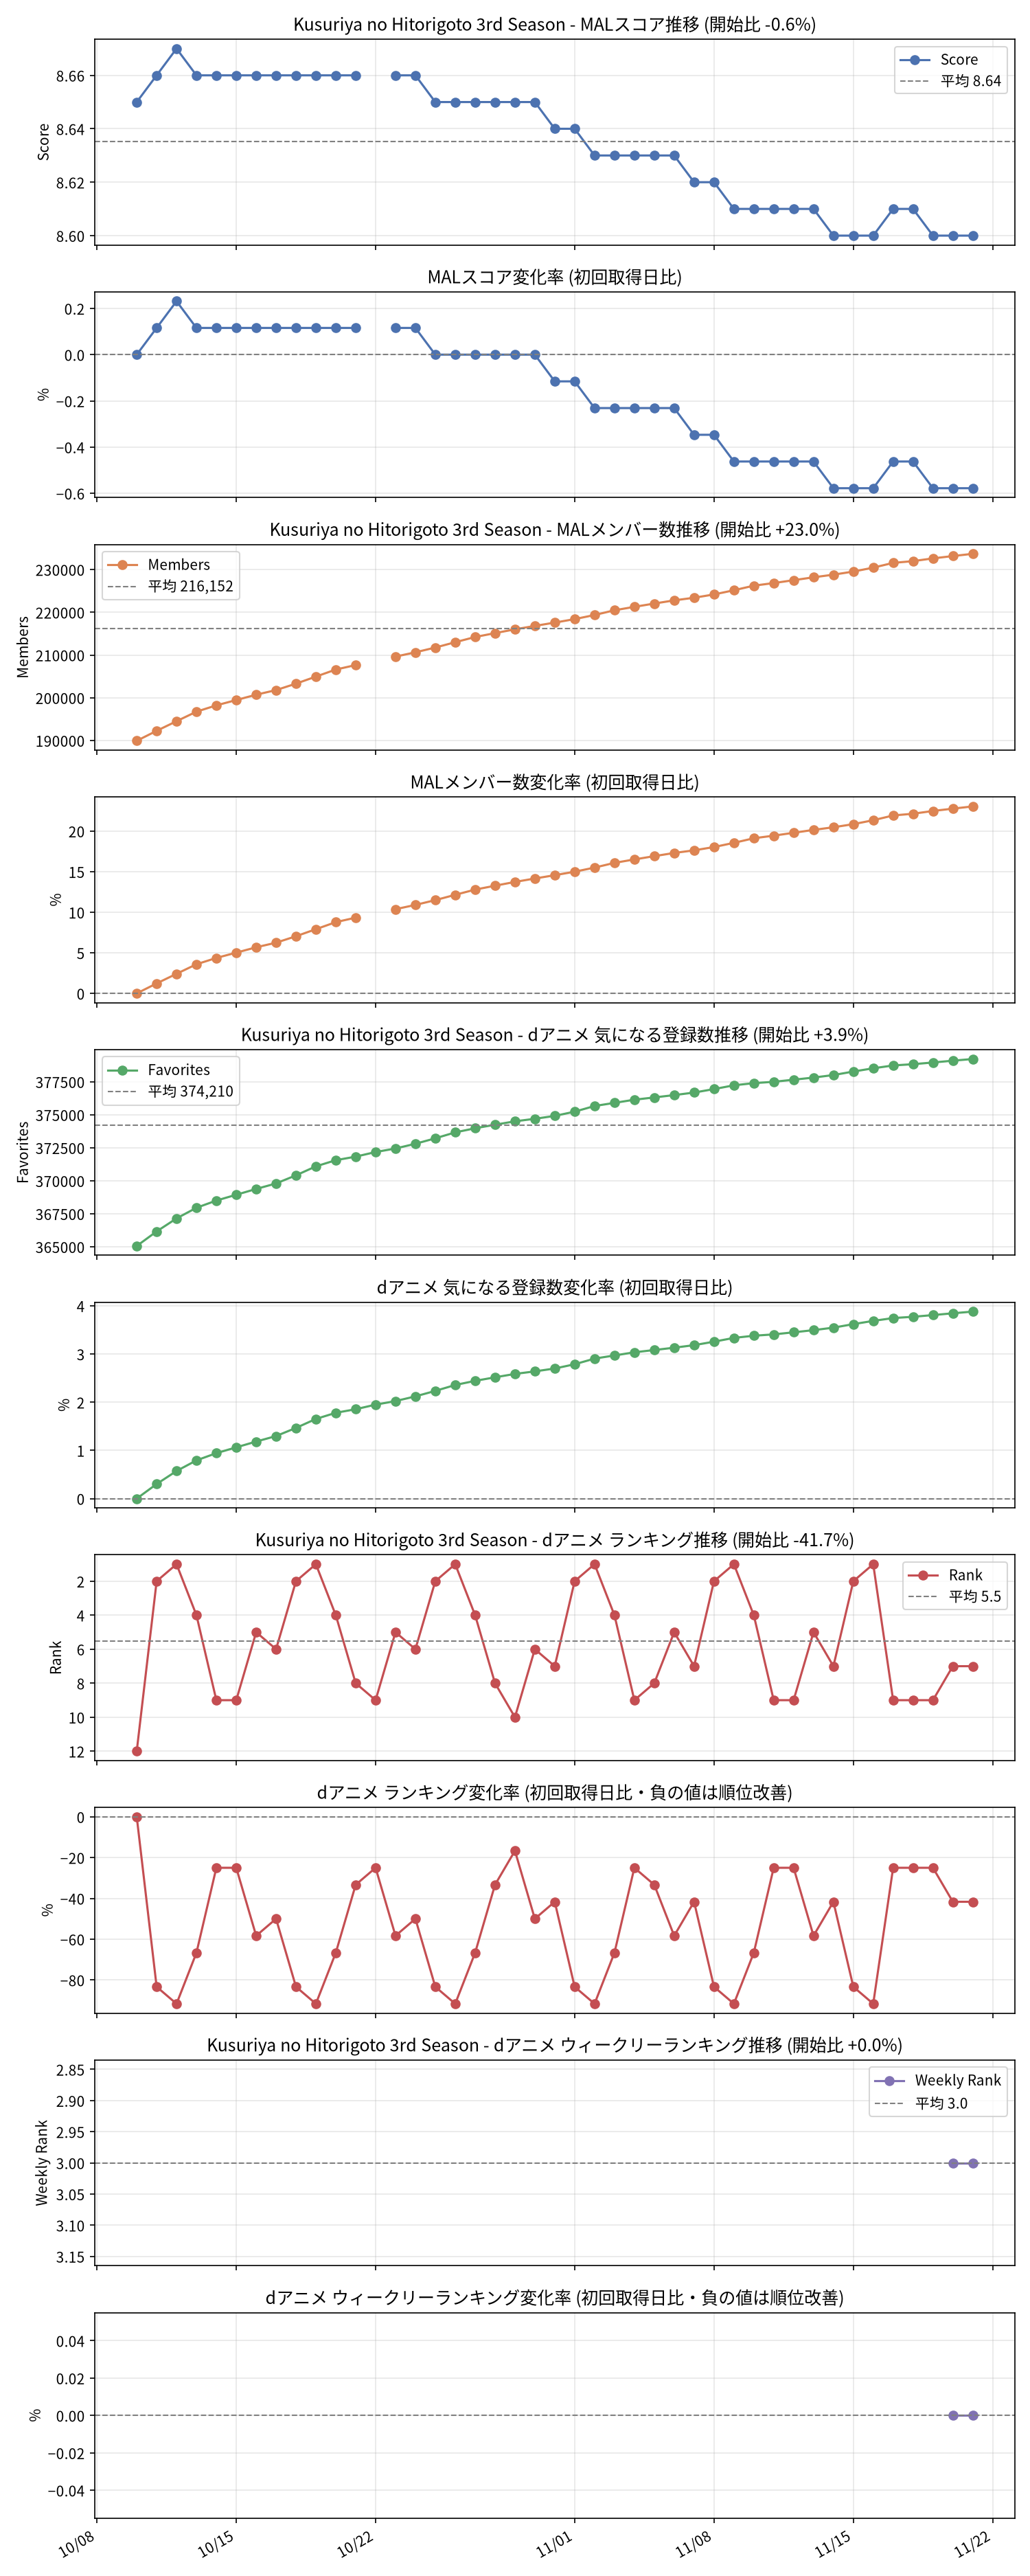 Kusuriya no Hitorigoto 3rd Season - MALスコア推移 (開始比 -0.6%)
Score
平均 8.64
8.66
8.64
8.62
8.60
Score
MALスコア変化率 (初回取得日比)
0.2
0.0
−0.2
−0.4
−0.6
%
Kusuriya no Hitorigoto 3rd Season - MALメンバー数推移 (開始比 +23.0%)
Members
平均 216,152
230000
220000
210000
200000
190000
Members
MALメンバー数変化率 (初回取得日比)
20
15
10
5
0
%
Kusuriya no Hitorigoto 3rd Season - dアニメ 気になる登録数推移 (開始比 +3.9%)
Favorites
平均 374,210
377500
375000
372500
370000
367500
365000
Favorites
dアニメ 気になる登録数変化率 (初回取得日比)
4
3
2
1
0
%
Kusuriya no Hitorigoto 3rd Season - dアニメ ランキング推移 (開始比 -41.7%)
Rank
平均 5.5
2
4
6
8
10
12
Rank
dアニメ ランキング変化率 (初回取得日比・負の値は順位改善)
0
−20
−40
−60
−80
%
Kusuriya no Hitorigoto 3rd Season - dアニメ ウィークリーランキング推移 (開始比 +0.0%)
Weekly Rank
平均 3.0
2.85
2.90
2.95
3.00
3.05
3.10
3.15
Weekly Rank
dアニメ ウィークリーランキング変化率 (初回取得日比・負の値は順位改善)
0.04
0.02
0.00
−0.02
−0.04
%
10/08
10/15
10/22
11/01
11/08
11/15
11/22